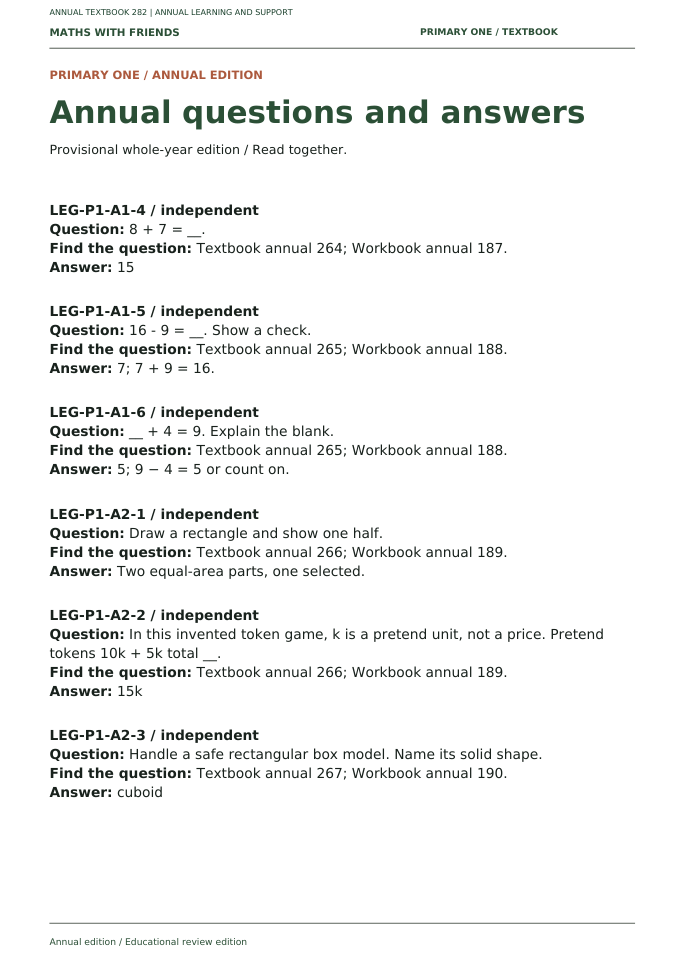 ANNUAL TEXTBOOK 282 | ANNUAL LEARNING AND SUPPORT
MATHS WITH FRIENDS
PRIMARY ONE / TEXTBOOK
PRIMARY ONE / ANNUAL EDITION
Annual questions and answers
Provisional whole-year edition / Read together.
LEG-P1-A1-4 / independent
Question: 8 + 7 = __.
Find the question: Textbook annual 264; Workbook annual 187.
Answer: 15
LEG-P1-A1-5 / independent
Question: 16 - 9 = __. Show a check.
Find the question: Textbook annual 265; Workbook annual 188.
Answer: 7; 7 + 9 = 16.
LEG-P1-A1-6 / independent
Question: __ + 4 = 9. Explain the blank.
Find the question: Textbook annual 265; Workbook annual 188.
Answer: 5; 9 − 4 = 5 or count on.
LEG-P1-A2-1 / independent
Question: Draw a rectangle and show one half.
Find the question: Textbook annual 266; Workbook annual 189.
Answer: Two equal-area parts, one selected.
LEG-P1-A2-2 / independent
Question: In this invented token game, k is a pretend unit, not a price. Pretend
tokens 10k + 5k total __.
Find the question: Textbook annual 266; Workbook annual 189.
Answer: 15k
LEG-P1-A2-3 / independent
Question: Handle a safe rectangular box model. Name its solid shape.
Find the question: Textbook annual 267; Workbook annual 190.
Answer: cuboid
Annual edition / Educational review edition